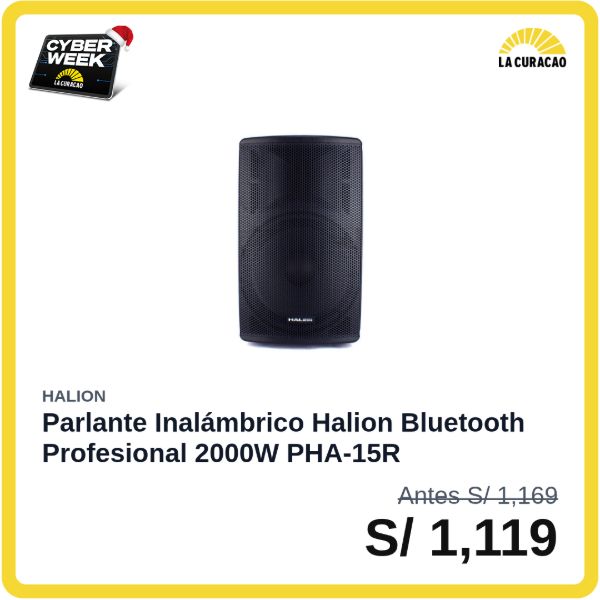 CYBER
WEEK
LA CURACAO
LA CURACAO
HALION
HALION
Parlante Inalámbrico Halion Bluetooth
Profesional 2000W PHA-15R
Antes S/ 1,169
S/ 1,119